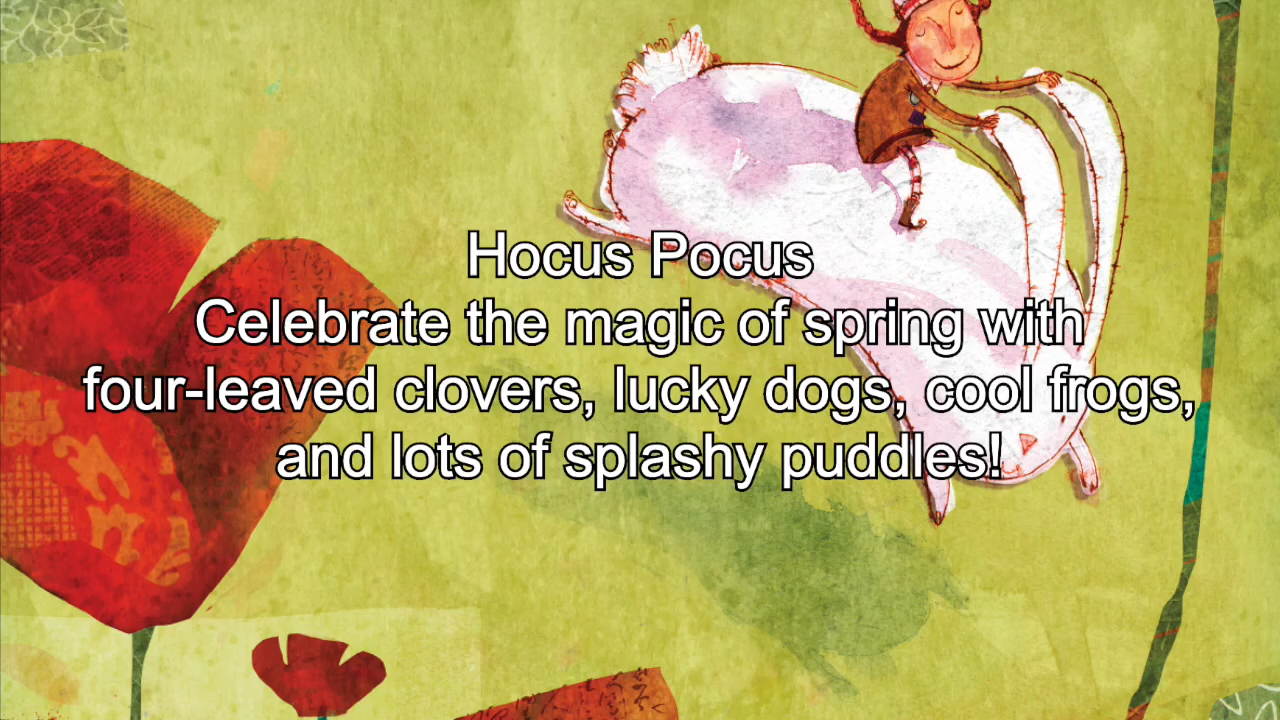 Hocus Pocus
Celebrate the magic of spring with
four-leaved clovers, lucky dogs, cool frogs,
and lots of splashy puddles!